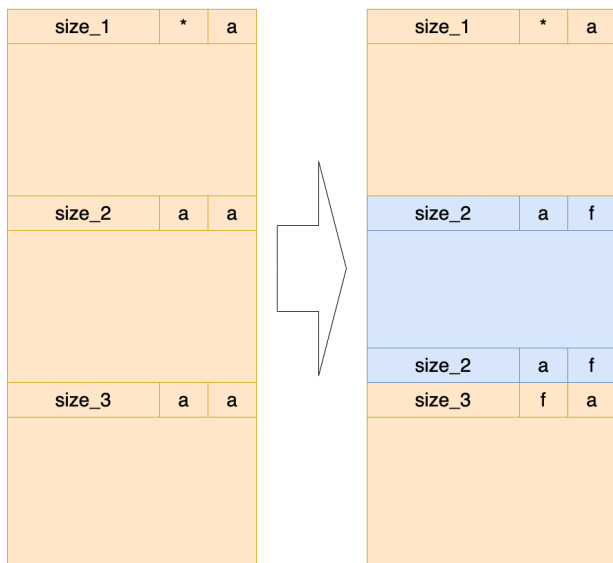 size_1 * a size_1 * a
size_2 a a size_2 a f
size_2 a f
size_3 a a size_3 f a